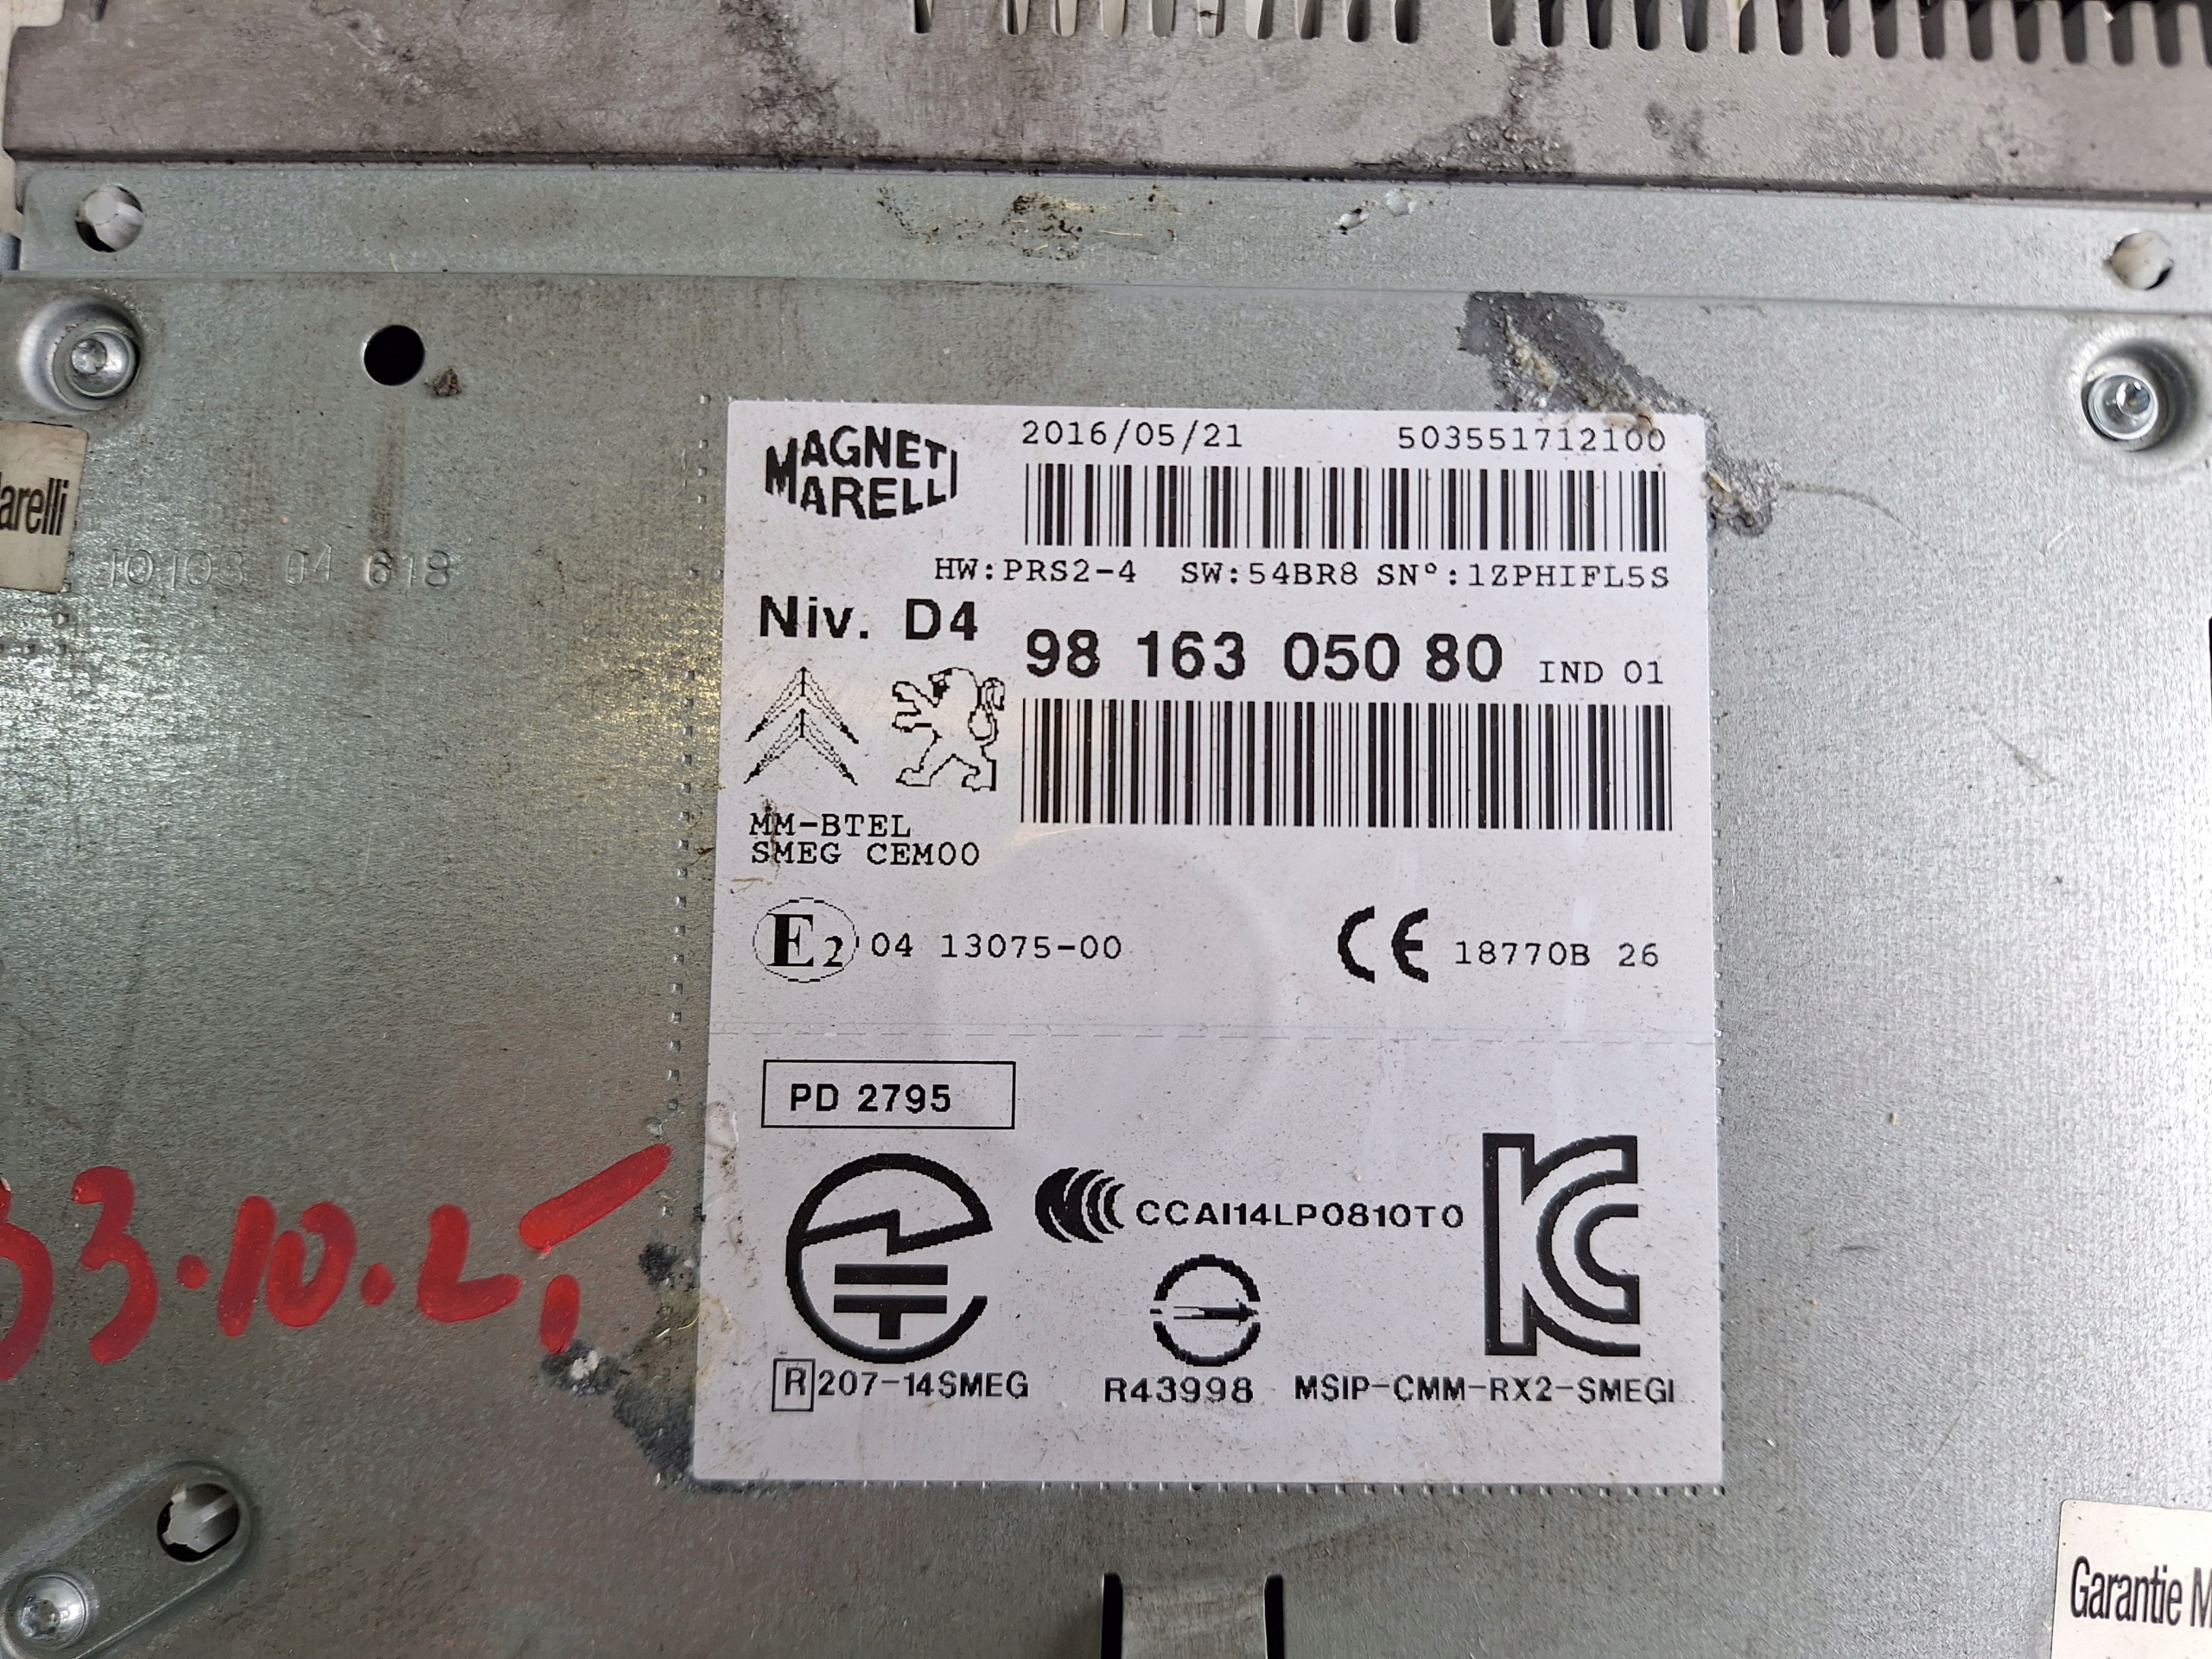 MAGNETI
MARELLI
2016/05/21 503551712100
HW:PRS2-4 SW:54BR8 SN°:1ZPHIFL5S
Niv. D4
98 163 050 80 IND 01
MM-BTEL
SMEG CEM00
E2 04 13075-00
CE 18770B 26
PD 2795
CCAI14LP0810T0
R 207-14SMEG
R43998
MSIP-CMM-RX2-SMEGI
arelli
10103 04 618
33.10.L
Garantie M